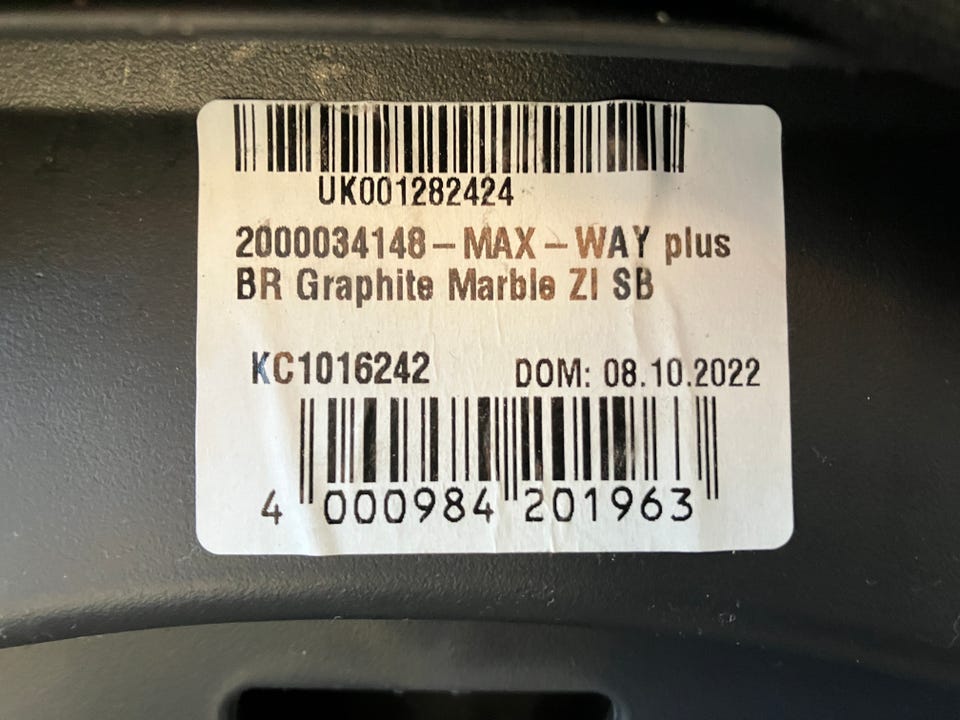 UK001282424
2000034148-MAX-WAY plus
BR Graphite Marble ZI SB
KC1016242 DOM: 08.10.2022
4 000984 201963